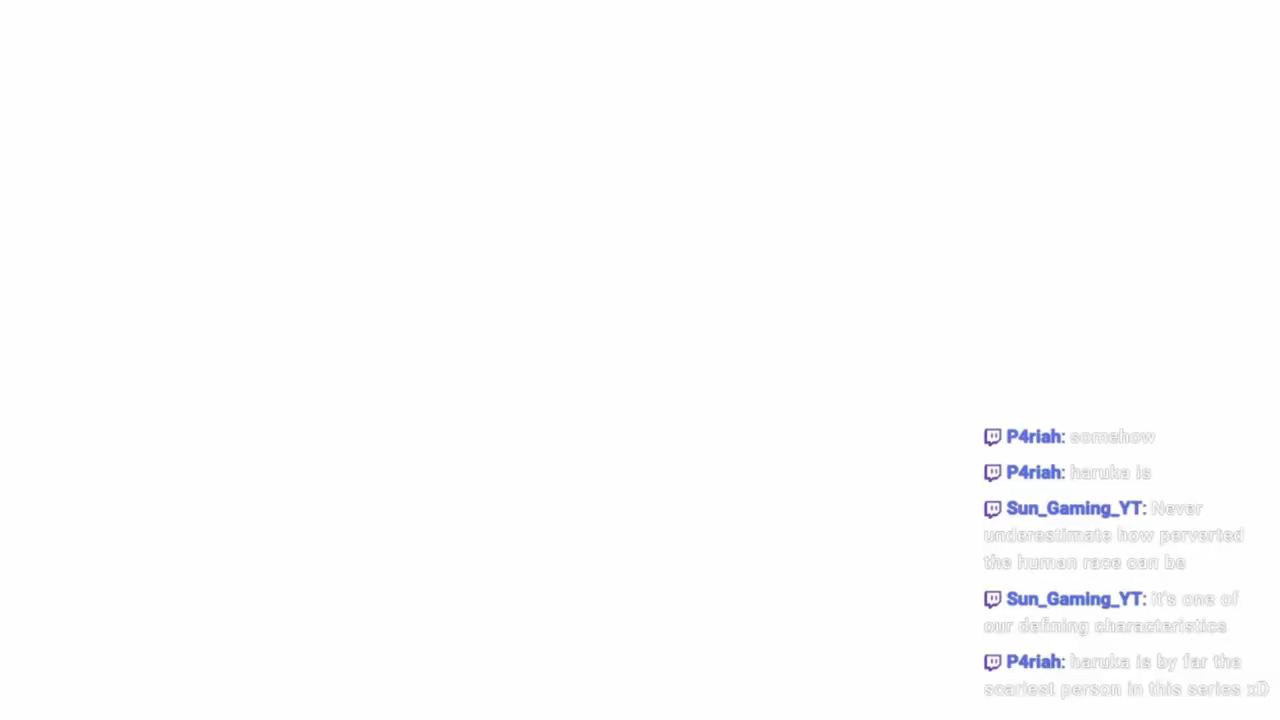 P4riah: somehow
P4riah: haruka is
Sun_Gaming_YT: Never
underestimate how perverted
the human race can be
Sun_Gaming_YT: it's one of
our defining characteristics
P4riah: haruka is by far the
scariest person in this series xD